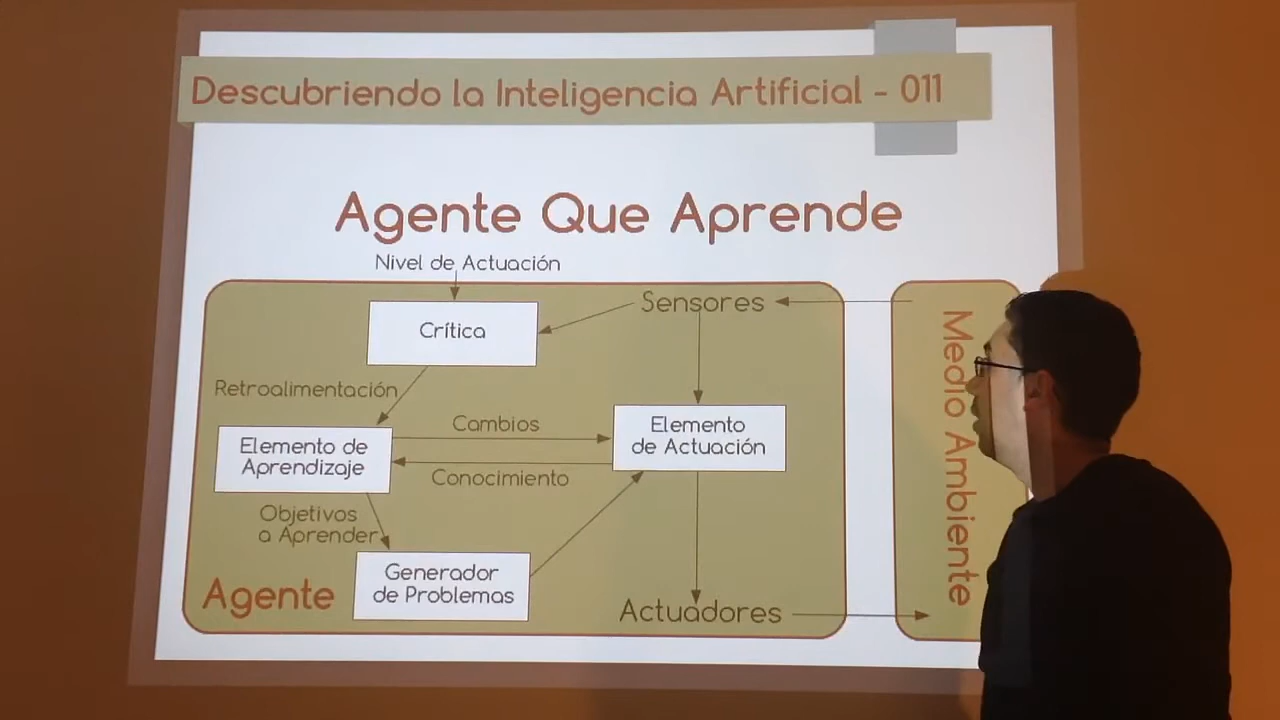 Descubriendo la Inteligencia Artificial - 011
Agente Que Aprende
Nivel de Actuación
Sensores
Crítica
Retroalimentación
Cambios
Elemento
de Actuación
Elemento de
Aprendizaje
Conocimiento
Objetivos
a Aprender
Generador
de Problemas
Agente
Actuadores
Medio Ambiente